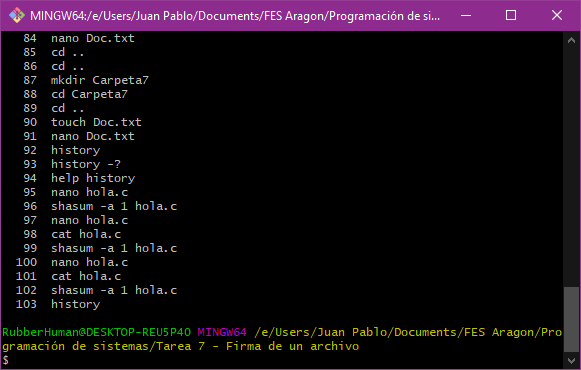 MINGW64:/e/Users/Juan Pablo/Documents/FES Aragon/Programación de si...
84 nano Doc.txt
85 cd ..
86 cd ..
87 mkdir Carpeta7
88 cd Carpeta7
89 cd ..
90 touch Doc.txt
91 nano Doc.txt
92 history
93 history -?
94 help history
95 nano hola.c
96 shasum -a 1 hola.c
97 nano hola.c
98 cat hola.c
99 shasum -a 1 hola.c
100 nano hola.c
101 cat hola.c
102 shasum -a 1 hola.c
103 history
RubberHuman@DESKTOP-REU5P40 MINGW64 /e/Users/Juan Pablo/Documents/FES Aragon/Pro
gramación de sistemas/Tarea 7 - Firma de un archivo
$